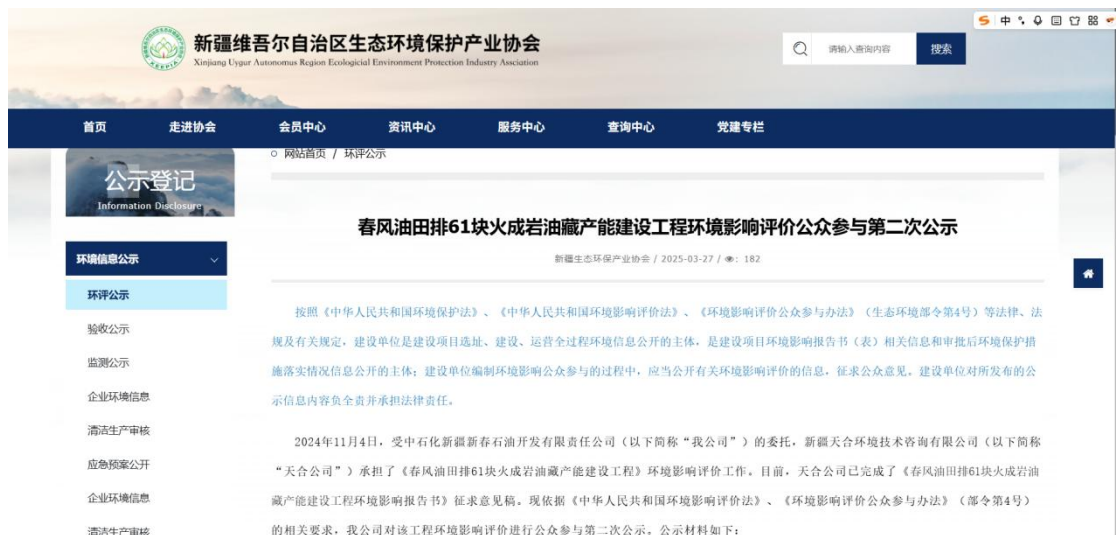 中
新疆维吾尔自治区生态环境保护产业协会
Xinjiang Uygur Autonomus Region Ecologicial Environment Protection Industry Assciation
请输入查询内容
搜索
首页 走进协会 会员中心 资讯中心 服务中心 查询中心 党建专栏
网站首页 / 环评公示
公示登记
Information Disclosure
环境信息公示
环评公示
验收公示
监测公示
企业环境信息
清洁生产审核
应急预案公开
企业环境信息
清洁生产审核
春风油田排61块火成岩油藏产能建设工程环境影响评价公众参与第二次公示
新疆生态环保产业协会 / 2025-03-27 / : 182
按照《中华人民共和国环境保护法》、《中华人民共和国环境影响评价法》、《环境影响评价公众参与办法》（生态环境部令第4号）等法律、法
规及有关规定，建设单位是建设项目选址、建设、运营全过程环境信息公开的主体，是建设项目环境影响报告书（表）相关信息和审批后环境保护措
施落实情况信息公开的主体；建设单位编制环境影响公众参与的过程中，应当公开有关环境影响评价的信息，征求公众意见。建设单位对所发布的公
示信息内容负全责并承担法律责任。
2024年11月4日，受中石化新疆新春石油开发有限责任公司（以下简称“我公司”）的委托，新疆天合环境技术咨询有限公司（以下简称
“天合公司”）承担了《春风油田排61块火成岩油藏产能建设工程》环境影响评价工作。目前，天合公司已完成了《春风油田排61块火成岩油
藏产能建设工程环境影响报告书》征求意见稿。现依据《中华人民共和国环境影响评价法》、《环境影响评价公众参与办法》（部令第4号）
的相关要求，我公司对该工程环境影响评价进行公众参与第二次公示。公示材料如下：